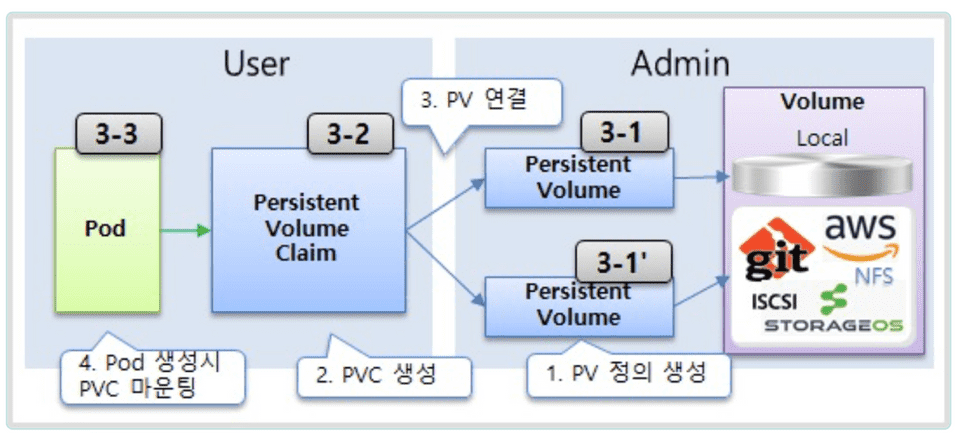 User
Admin
3. PV 연결
Volume
Local
3-3
3-2
3-1
Pod
Persistent
Volume
Claim
Persistent
Volume
3-1'
Persistent
Volume
git
aws
NFS
ISCSI
STORAGEOS
4. Pod 생성시
PVC 마운팅
2. PVC 생성
1. PV 정의 생성